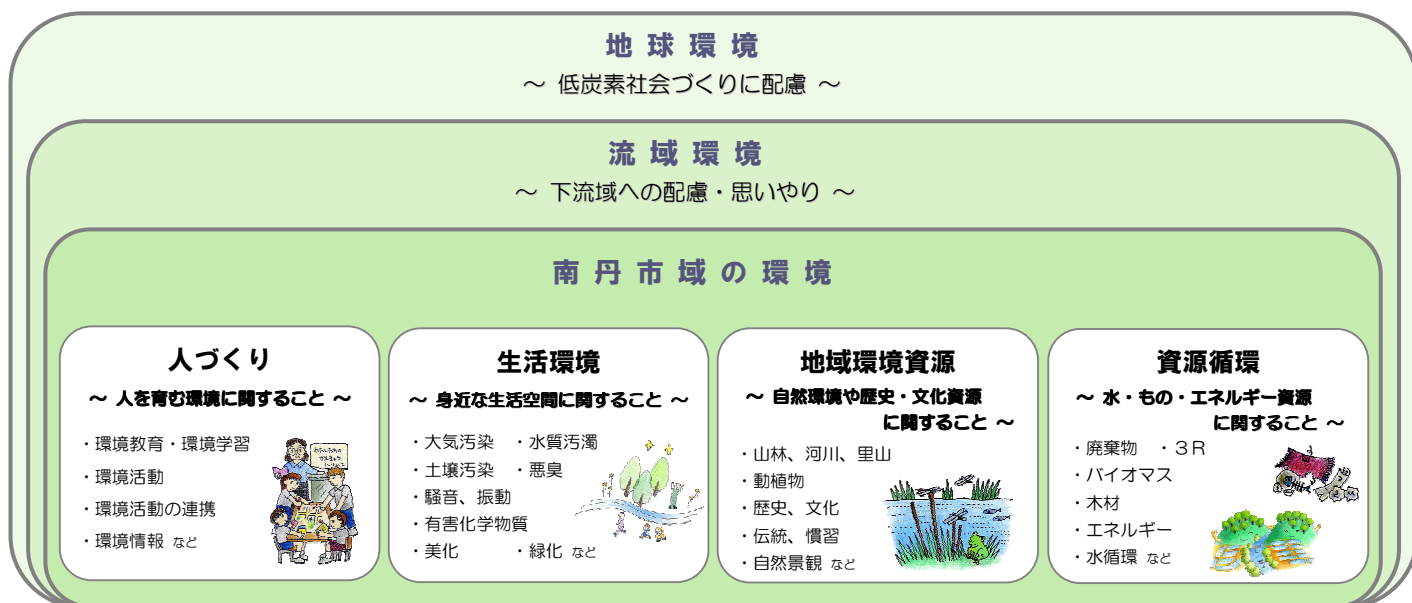 地球環境
～ 低炭素社会づくりに配慮 ～
流域環境
～ 下流域への配慮・思いやり ～
南丹市域の環境
人づくり
～ 人を育む環境に関すること ～
・環境教育・環境学習
・環境活動
・環境活動の連携
・環境情報 など
生活環境
～ 身近な生活空間に関すること ～
・大気汚染 ・水質汚濁
・土壌汚染 ・悪臭
・騒音、振動
・有害化学物質
・美化 ・緑化 など
地域環境資源
～ 自然環境や歴史・文化資源
に関すること ～
・山林、河川、里山
・動植物
・歴史、文化
・伝統、慣習
・自然景観 など
資源循環
～ 水・もの・エネルギー資源
に関すること ～
・廃棄物 ・３Ｒ
・バイオマス
・木材
・エネルギー
・水循環 など